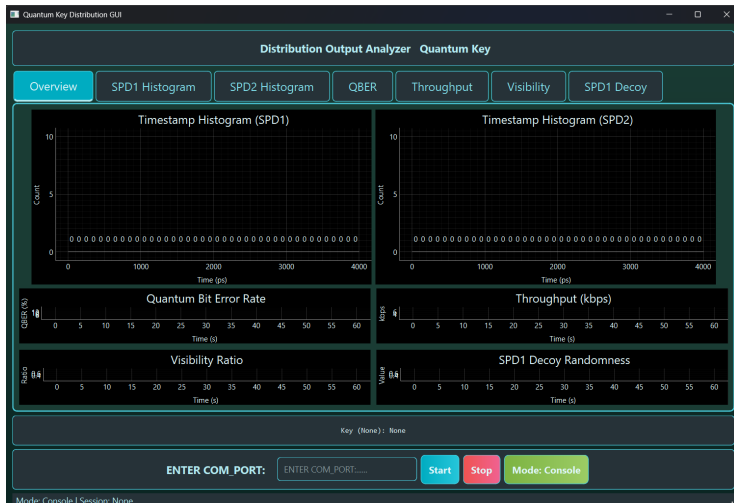 Quantum Key Distribution GUI
Distribution Output Analyzer Quantum Key
Overview SPD1 Histogram SPD2 Histogram QBER Throughput Visibility SPD1 Decoy
Timestamp Histogram (SPD1)
Count
10
5
0
0 0 0 0 0 0 0 0 0 0 0 0 0 0 0 0 0 0 0 0 0 0 0 0 0 0 0 0 0 0 0 0 0 0 0 0 0 0 0 0
0 1000 2000 3000 4000
Time (ps)
Timestamp Histogram (SPD2)
Count
10
5
0
0 0 0 0 0 0 0 0 0 0 0 0 0 0 0 0 0 0 0 0 0 0 0 0 0 0 0 0 0 0 0 0 0 0 0 0 0 0 0 0
0 1000 2000 3000 4000
Time (ps)
Quantum Bit Error Rate
QBER (%)
0 5 10 15 20 25 30 35 40 45 50 55 60
Time (s)
Throughput (kbps)
kbps
0 5 10 15 20 25 30 35 40 45 50 55 60
Time (s)
Visibility Ratio
Ratio
0 5 10 15 20 25 30 35 40 45 50 55 60
Time (s)
SPD1 Decoy Randomness
Value
0 5 10 15 20 25 30 35 40 45 50 55 60
Time (s)
Key (None): None
ENTER COM_PORT: ENTER COM_PORT:...... Start Stop Mode: Console
Mode: Console | Session: None